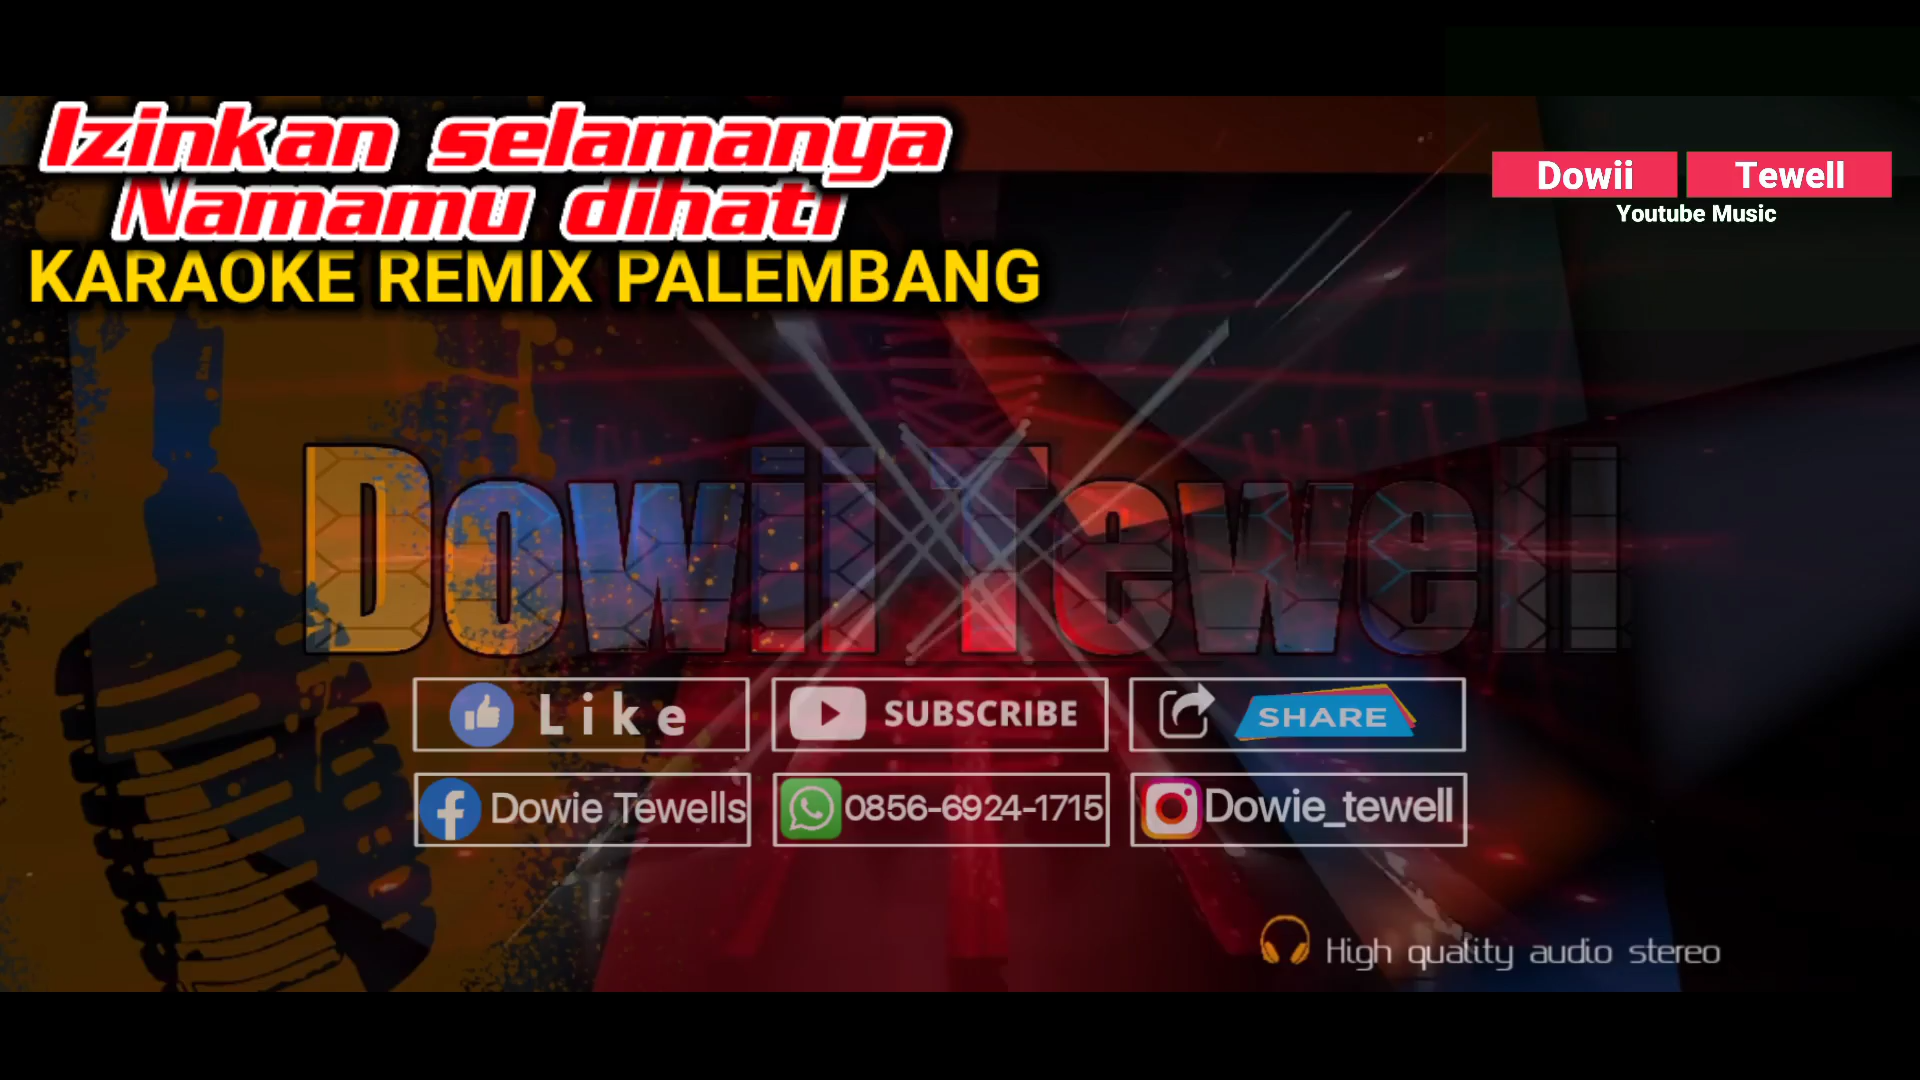 Izinkan selamanya
Namamu dihati
KARAOKE REMIX PALEMBANG
Dowii Tewell
Youtube Music
Dowii Tewell
Like
SUBSCRIBE
SHARE
Dowie Tewells
0856-6924-1715
Dowie_tewell
High quality audio stereo